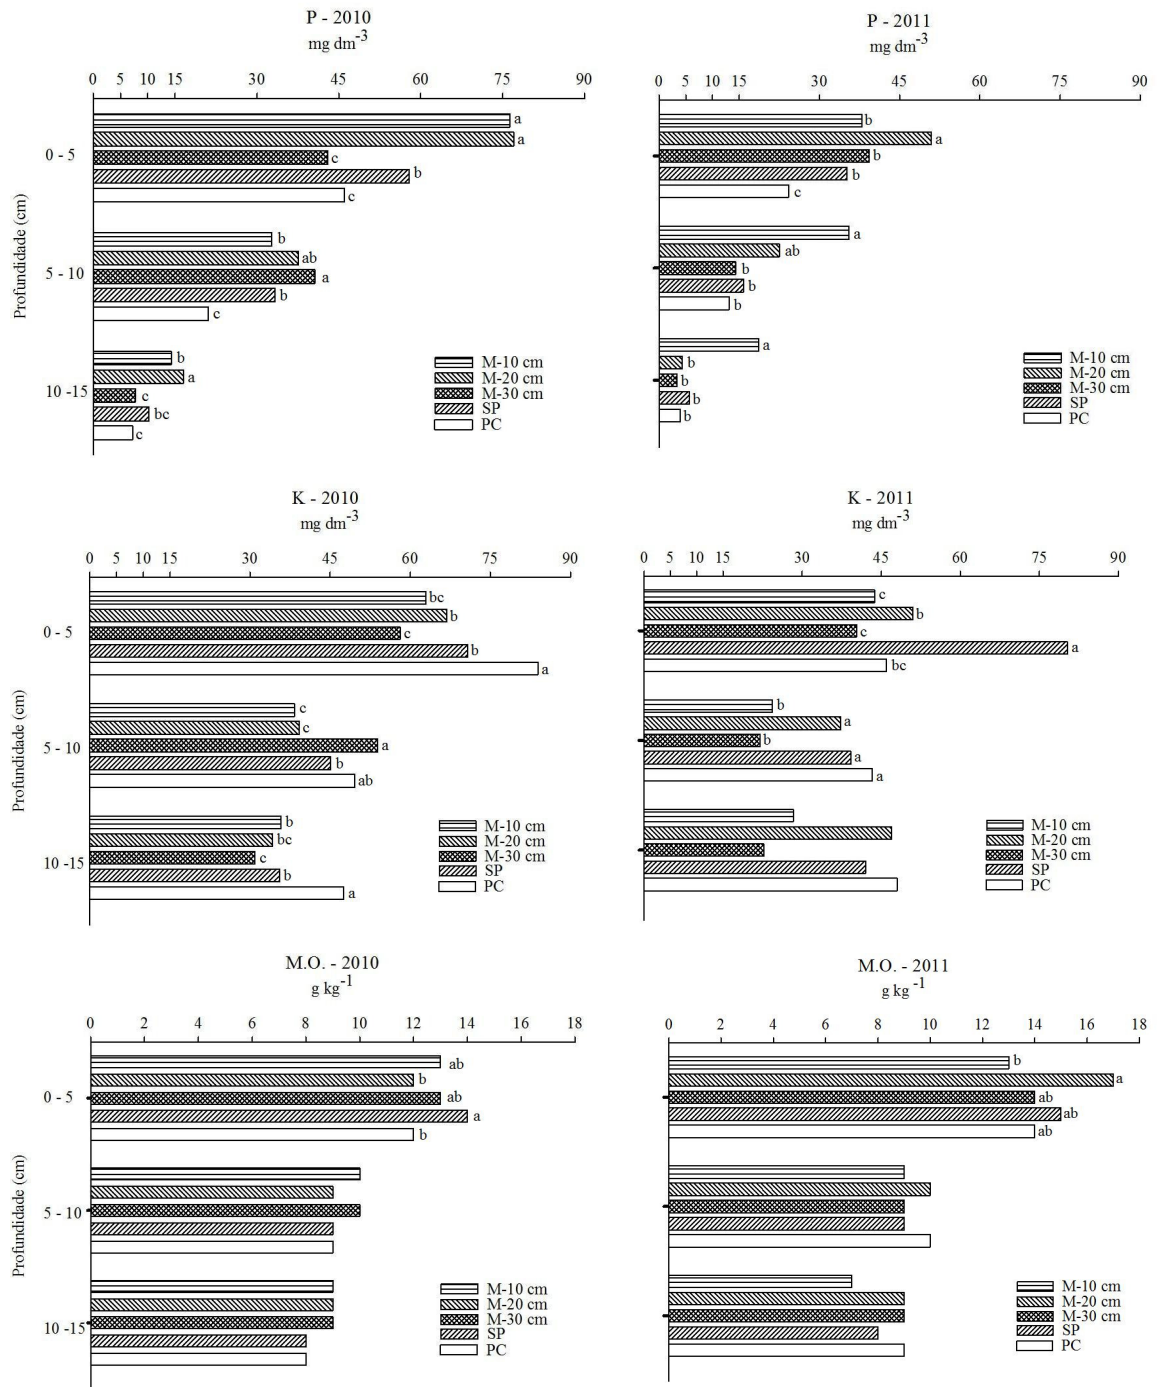 P - 2010
mg dm-3
0 5 10 15 30 45 60 75 90
a
a
0 - 5
c
b
c
b
ab
5 - 10
a
b
c
b
a
10 -15
c
bc
c
Profundidade (cm)
M-10 cm
M-20 cm
M-30 cm
SP
PC
P - 2011
mg dm-3
0 5 10 15 30 45 60 75 90
b
a
b
b
c
a
ab
b
b
b
a
b
b
b
b
M-10 cm
M-20 cm
M-30 cm
SP
PC
K - 2010
mg dm-3
0 5 10 15 30 45 60 75 90
bc
b
0 - 5
c
b
a
c
c
5 - 10
a
b
ab
b
bc
10 -15
c
b
a
Profundidade (cm)
M-10 cm
M-20 cm
M-30 cm
SP
PC
K - 2011
mg dm-3
0 5 10 15 30 45 60 75 90
c
b
c
a
bc
b
a
b
a
a
M-10 cm
M-20 cm
M-30 cm
SP
PC
M.O. - 2010
g kg-1
0 2 4 6 8 10 12 14 16 18
ab
b
0 - 5
ab
a
b
5 - 10
10 -15
Profundidade (cm)
M-10 cm
M-20 cm
M-30 cm
SP
PC
M.O. - 2011
g kg -1
0 2 4 6 8 10 12 14 15 18
b
a
ab
ab
ab
M-10 cm
M-20 cm
M-30 cm
SP
PC